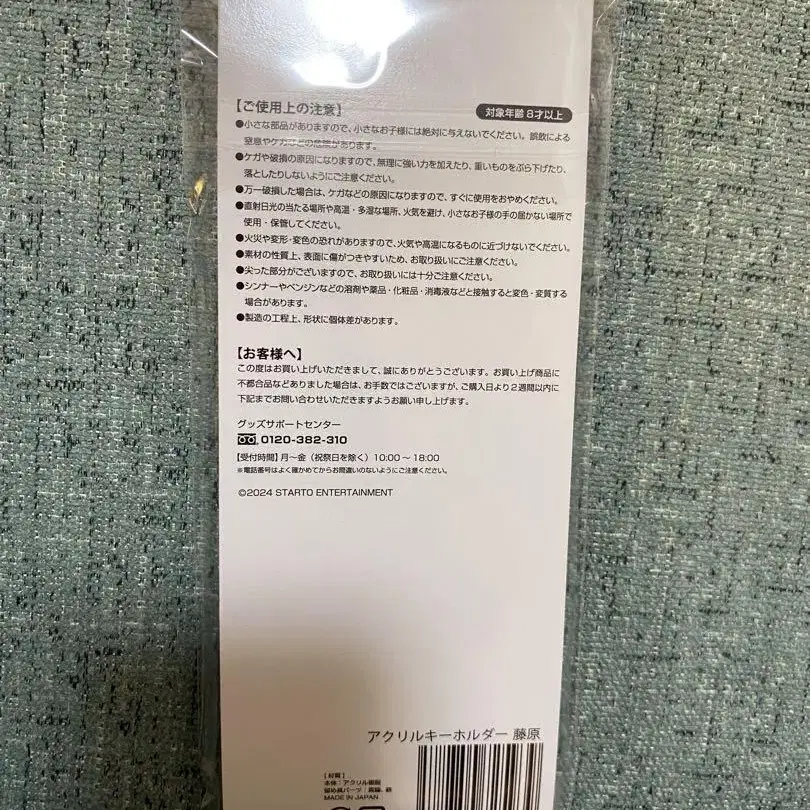 【ご使用上の注意】
対象年齢 8才以上
●小さな部品がありますので、小さなお子様には絶対に与えないでください。誤飲による
窒息やケガなどの危険があります。
●ケガや破損の原因になりますので、無理に強い力を加えたり、重いものをぶら下げたり、
落としたりしないようにご注意ください。
●万一破損した場合は、ケガなどの原因になりますので、すぐに使用をおやめください。
●直射日光の当たる場所や高温・多湿な場所、火気を避け、小さなお子様の手の届かない場所で
使用・保管してください。
●火災や変形・変色の恐れがありますので、火気や高温になるものに近づけないでください。
●素材の性質上、表面に傷がつきやすいため、お取り扱いにご注意ください。
●尖った部分がございますので、お取り扱いには十分ご注意ください。
●シンナーやベンジンなどの溶剤や薬品・化粧品・消毒液などと接触すると変色・変質する
場合があります。
●製造の工程上、形状に個体差があります。
【お客様へ】
この度はお買い上げいただきまして、誠にありがとうございます。お買い上げ商品に
不都合品などありました場合は、お手数ではございますが、ご購入日より2週間以内に
下記までお問い合わせいただきますようお願い申し上げます。
グッズサポートセンター
0120-382-310
【受付時間】月～金（祝祭日を除く）10:00～18:00
※電話番号はよく確かめてからお間違いのないようにご注意ください。
©2024 STARTO ENTERTAINMENT
アクリルキーホルダー 藤原
【材質】
本体：アクリル樹脂
留め具パーツ：真鍮、鉄
MADE IN JAPAN